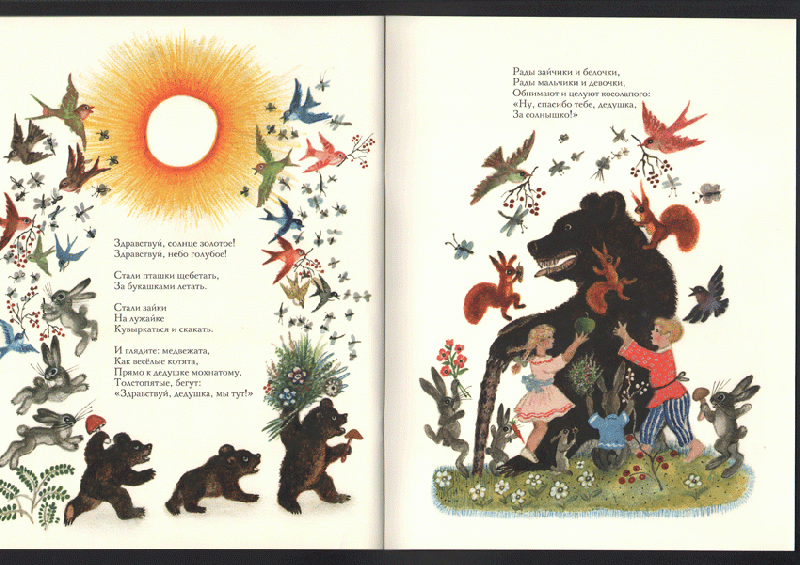 Здравствуй, солнце золотое!
Здравствуй, небо голубое!
Стали пташки щебетать,
За букашками летать.
Стали зайки
На лужайке
Кувыркаться и скакать.
И глядите: медвежата,
Как весёлые котята,
Прямо к дедушке мохнатому,
Толстопятые, бегут:
«Здравствуй, дедушка, мы тут!»
Рады зайчики и белочки,
Рады мальчики и девочки,
Обнимают и целуют косолапого:
«Ну, спасибо тебе, дедушка,
За солнышко!»